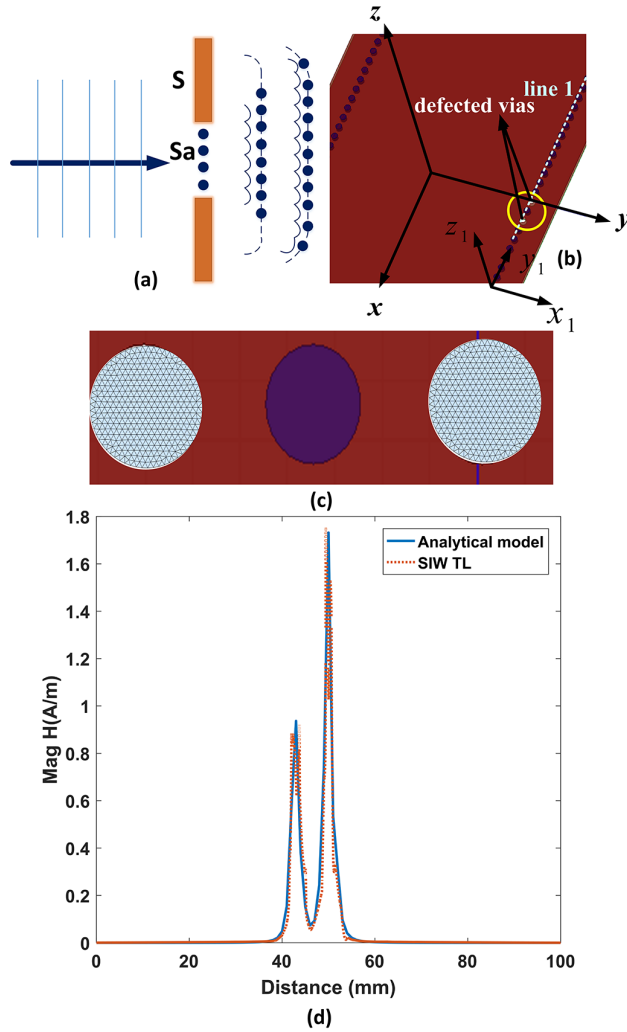 S
Sa
(a)
z
line 1
defected vias
y
z1
y1
(b)
x
x1
(c)
1.8
1.6
1.4
1.2
1
0.8
0.6
0.4
0.2
0
Mag H(A/m)
Analytical model
SIW TL
0 20 40 60 80 100
Distance (mm)
(d)